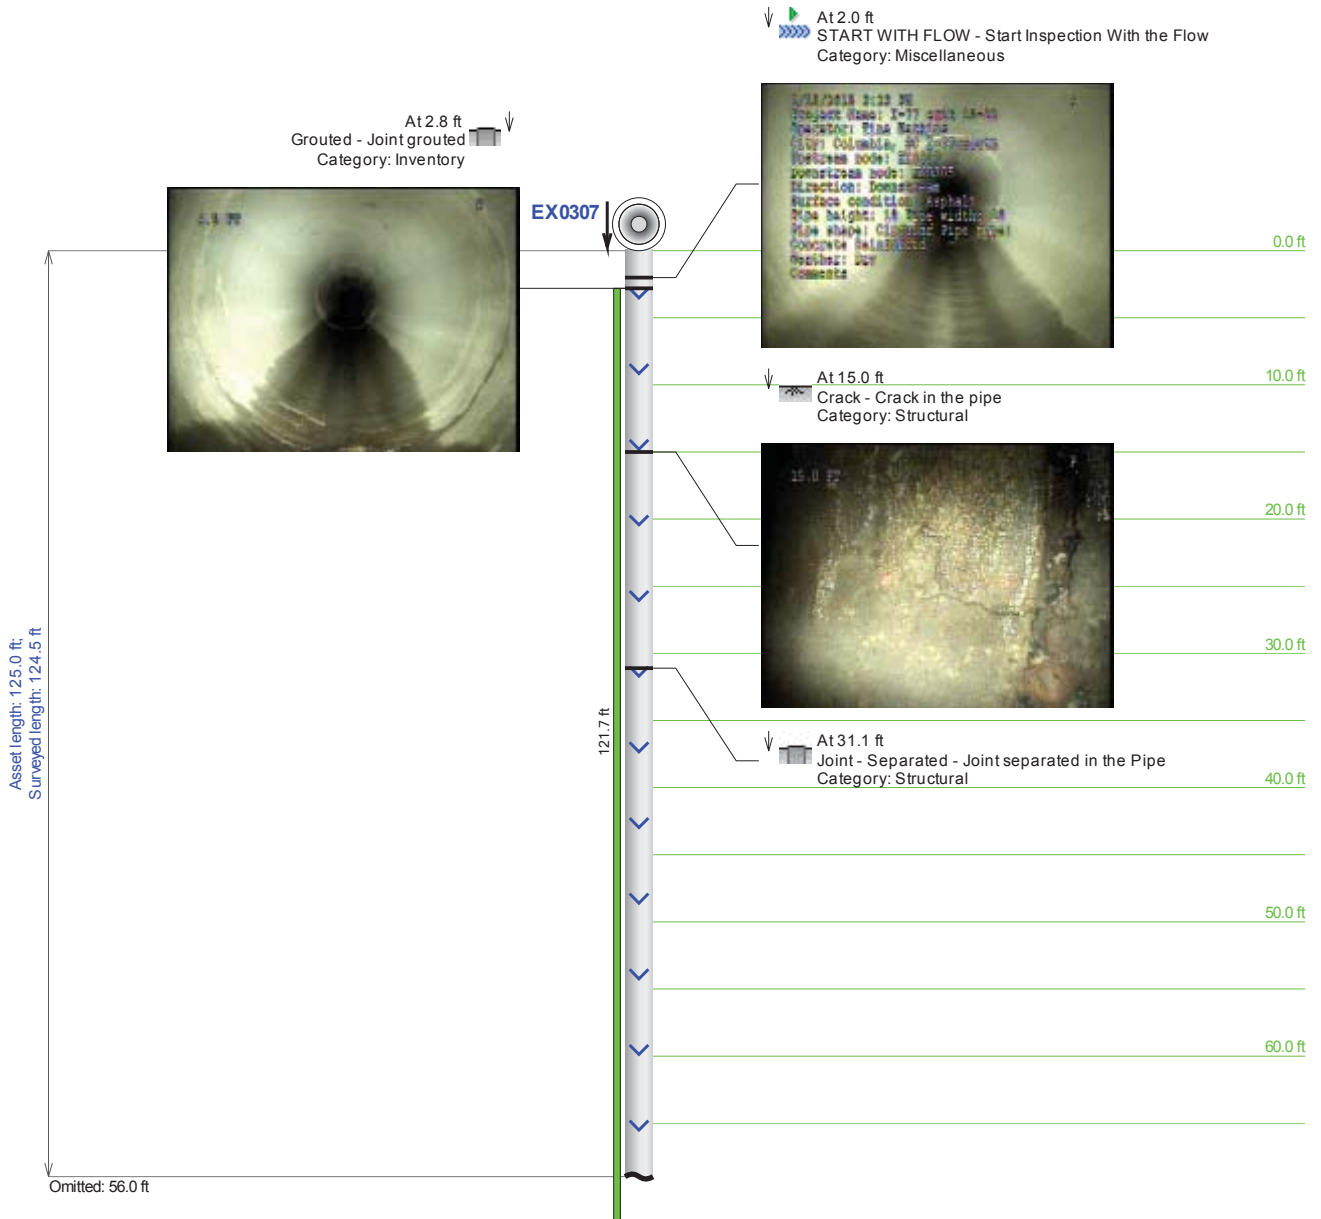 At 2.0 ft
START WITH FLOW - Start Inspection With the Flow
Category: Miscellaneous
At 2.8 ft
Grouted - Joint grouted
Category: Inventory
EX0307
0.0 ft
At 15.0 ft
Crack - Crack in the pipe
Category: Structural
10.0 ft
15.0 FT
20.0 ft
30.0 ft
Asset length: 125.0 ft;
Surveyed length: 124.5 ft
121.7 ft
At 31.1 ft
Joint - Separated - Joint separated in the Pipe
Category: Structural
40.0 ft
50.0 ft
60.0 ft
Omitted: 56.0 ft